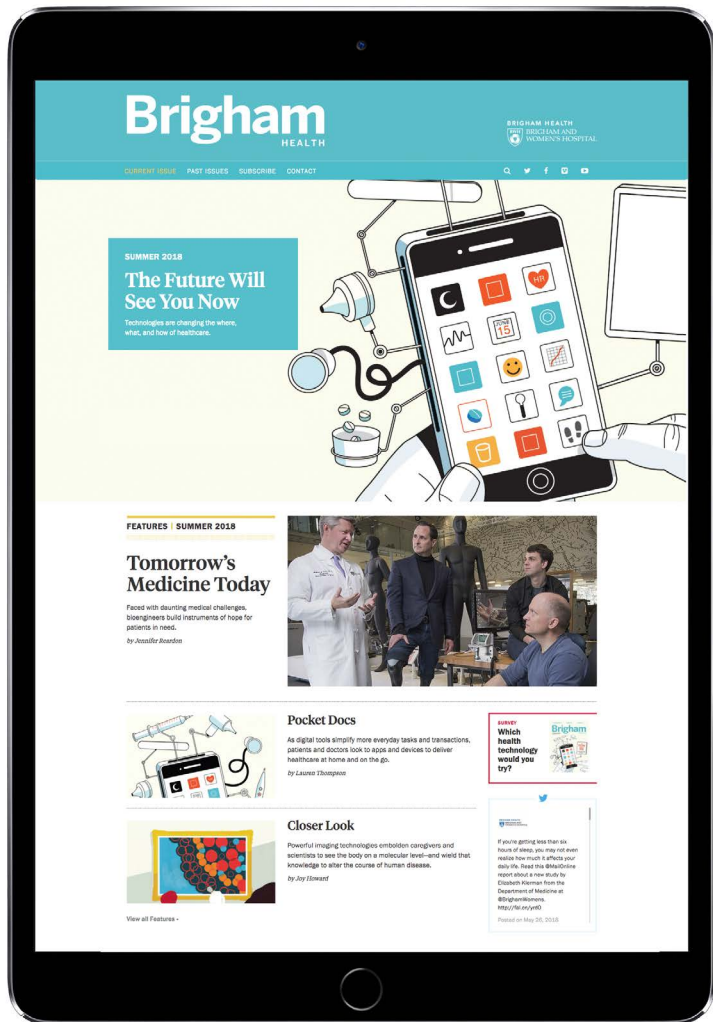 Brigham
HEALTH
BRIGHAM HEALTH
BRIGHAM AND
WOMEN'S HOSPITAL
CURRENT ISSUE PAST ISSUES SUBSCRIBE CONTACT
SUMMER 2018
The Future Will
See You Now
Technologies are changing the where,
what, and how of healthcare.
HR
JUNE
15
FEATURES | SUMMER 2018
Tomorrow's
Medicine Today
Faced with daunting medical challenges,
bioengineers build instruments of hope for
patients in need.
by Jennifer Reardon
Pocket Docs
As digital tools simplify more everyday tasks and transactions,
patients and doctors look to apps and devices to deliver
healthcare at home and on the go.
by Lauren Thompson
SURVEY
Which
health
technology
would you
try?
Brigham
Closer Look
Powerful imaging technologies embolden caregivers and
scientists to see the body on a molecular level—and wield that
knowledge to alter the course of human disease.
by Joy Howard
View all Features
If you're getting less than six
hours of sleep, you may not even
realize how much it affects your
daily life. Read this @MailOnline
report about a new study by
Elizabeth Klerman from the
Department of Medicine at
@BrighamWomens.
Posted on May 26, 2018